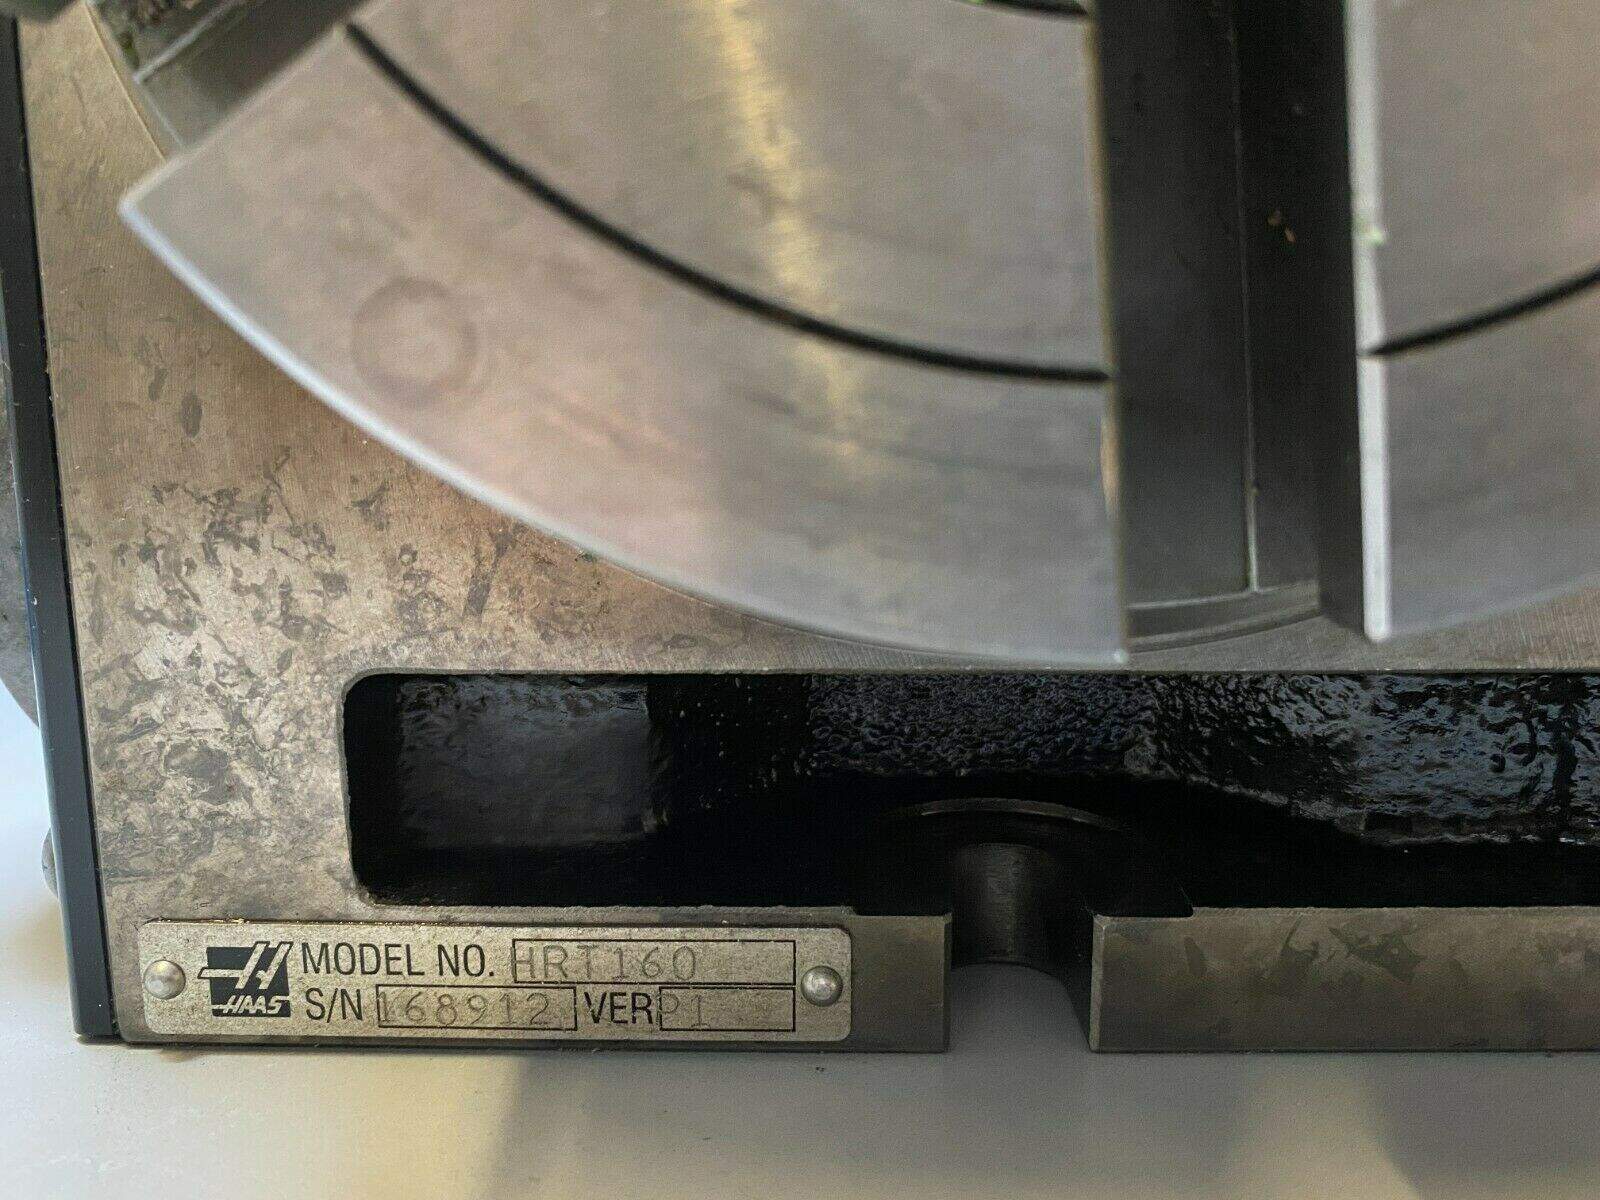 HAAS
MODEL NO. HRT160
S/N 168912 VER P1